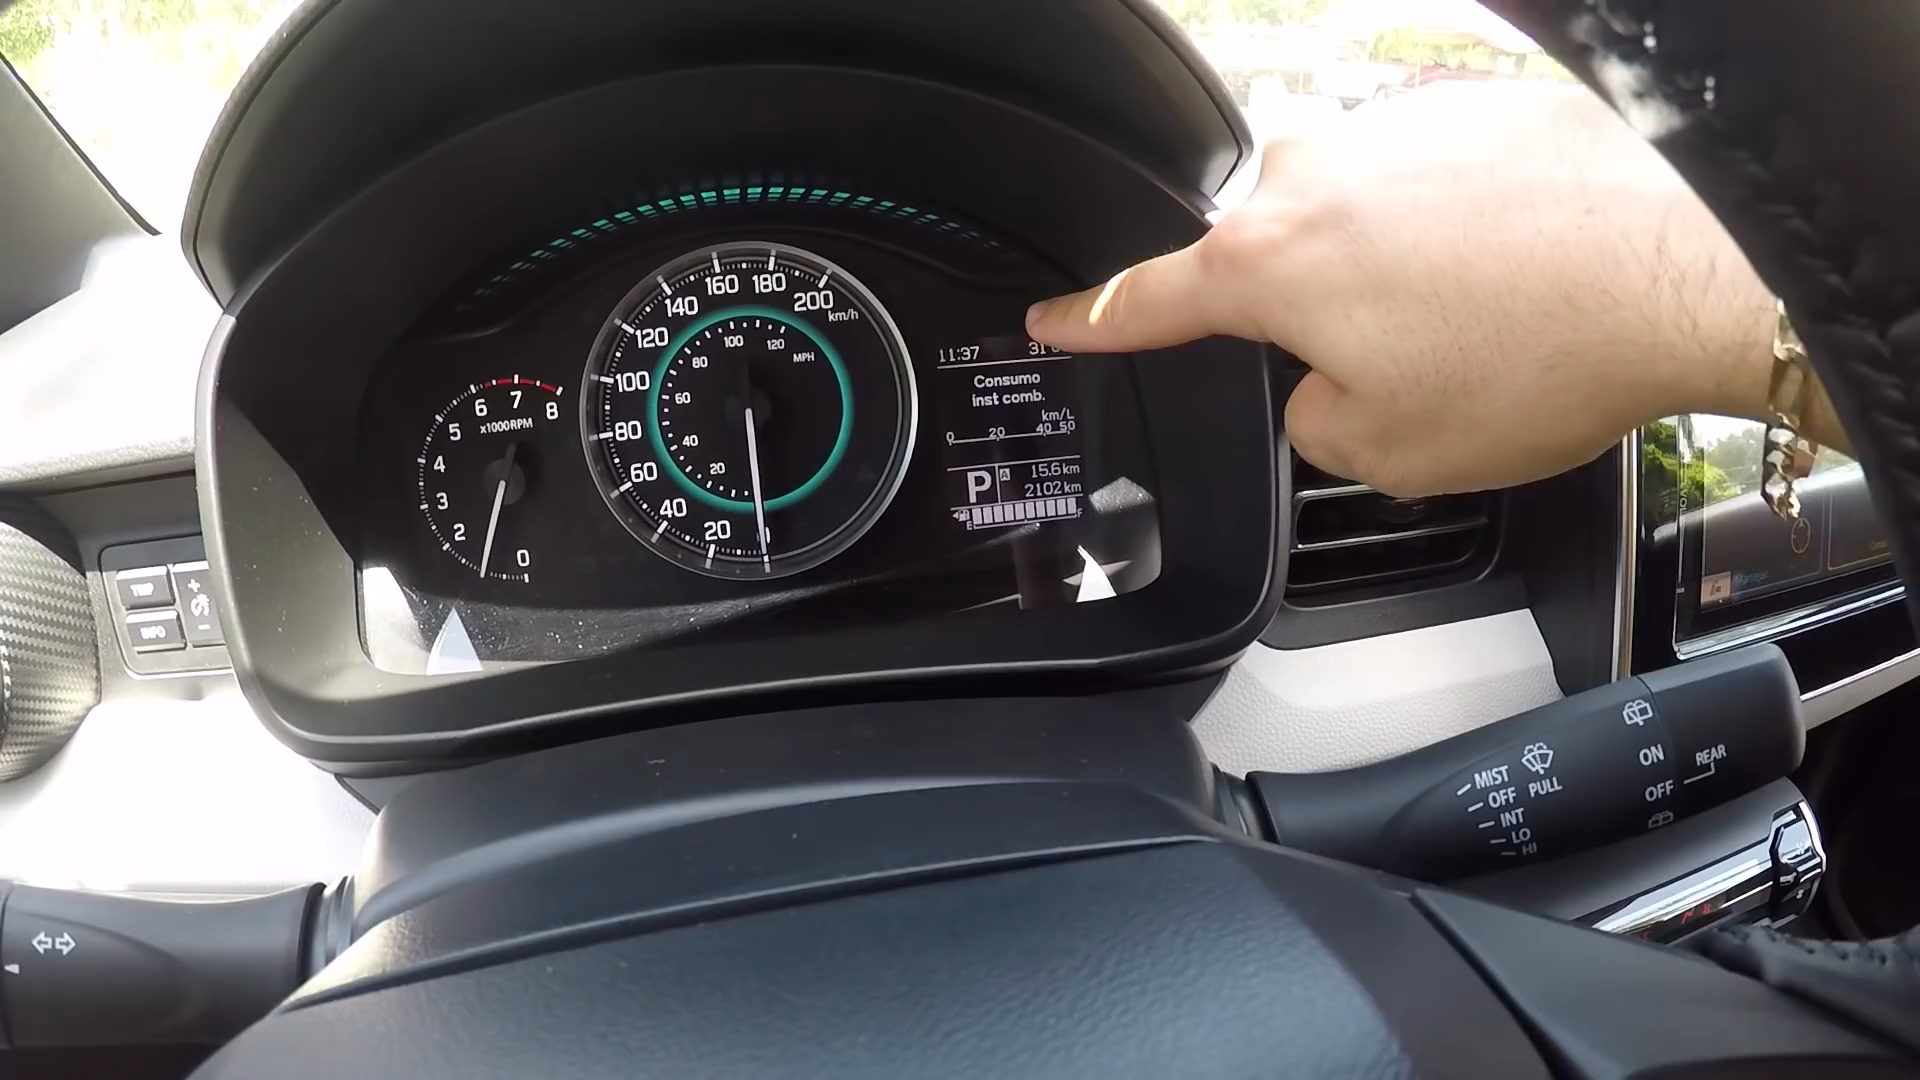 160 180
140 200
km/h
120
100 120
80 MPH
100
60
80
40
60
20
40
20
6 7 8
5 x1000RPM
4
3
2
0
11:37
Consumo
inst comb.
km/L
0 20 40 50
P A 15.6 km
2102 km
E F
TRIP + -
INFO
MIST
OFF PULL
INT
LO
HI
ON REAR
OFF